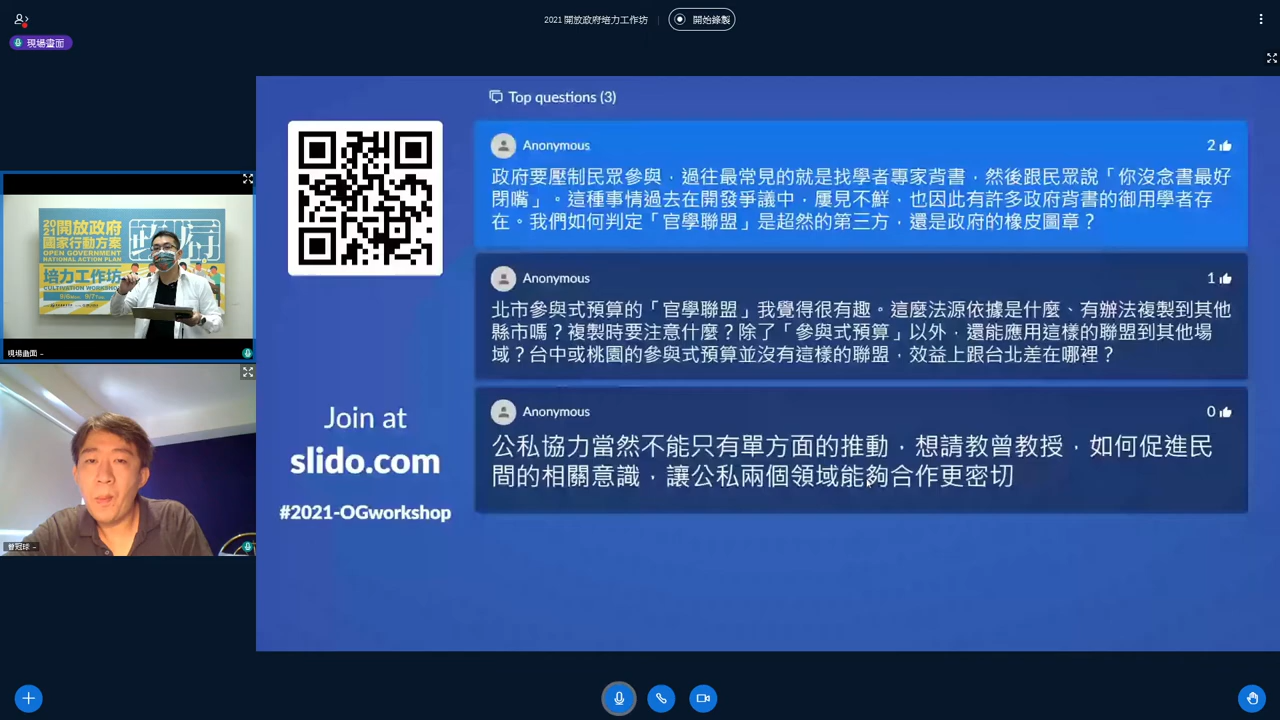 2021 開放政府培力工作坊
開始錄製
現場畫面
2021開放政府
國家行動方案
OPEN GOVERNMENT
NATIONAL ACTION PLAN
培力工作坊
CULTIVATION WORKSHOP
現場畫面
曾冠球
Join at
slido.com
#2021-OGworkshop
Top questions (3)
Anonymous
2
政府要壓制民眾參與，過往最常見的就是找學者專家背書，然後跟民眾說「你沒念書最好
閉嘴」。這種事情過去在開發爭議中，屢見不鮮，也因此有許多政府背書的御用學者存
在。我們如何判定「官學聯盟」是超然的第三方，還是政府的橡皮圖章？
Anonymous
1
北市參與式預算的「官學聯盟」我覺得很有趣。這麼法源依據是什麼、有辦法複製到其他
縣市嗎？複製時要注意什麼？除了「參與式預算」以外，還能應用這樣的聯盟到其他場
域？台中或桃園的參與式預算並沒有這樣的聯盟，效益上跟台北差在哪裡？
Anonymous
0
公私協力當然不能只有單方面的推動，想請教曾教授，如何促進民
間的相關意識，讓公私兩個領域能夠合作更密切